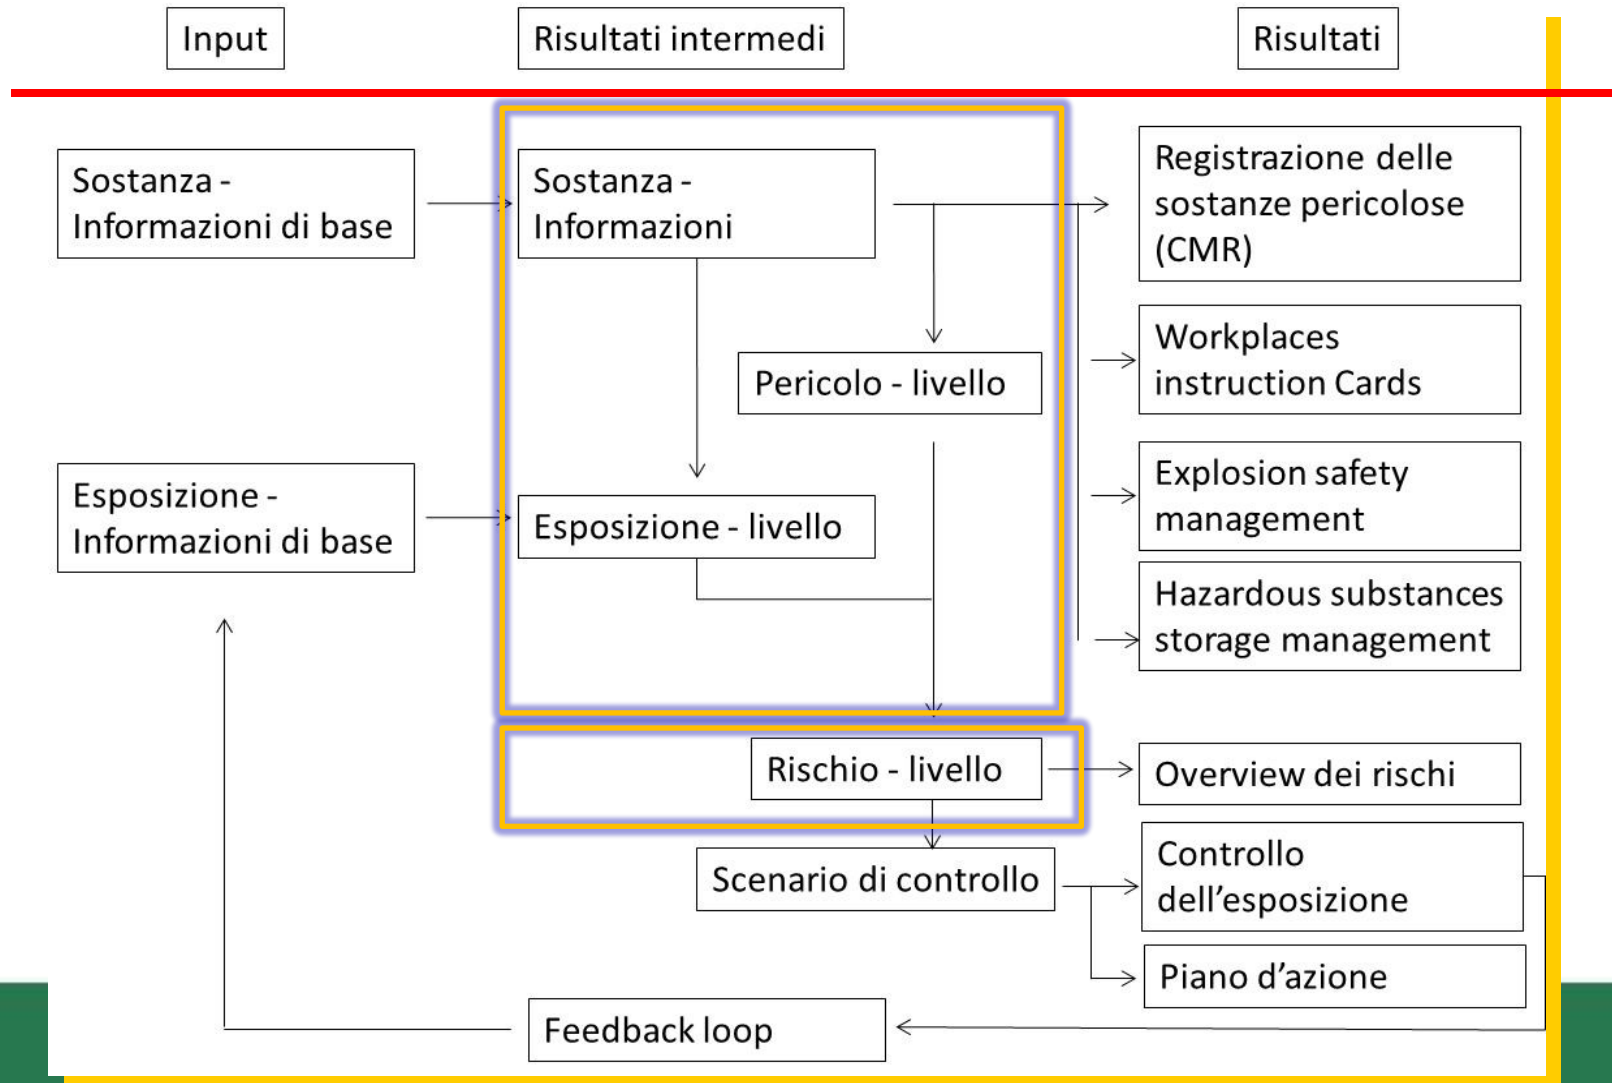 Input
Risultati intermedi
Risultati
Sostanza -
Informazioni di base
Sostanza -
Informazioni
Registrazione delle
sostanze pericolose
(CMR)
Workplaces
instruction Cards
Pericolo - livello
Explosion safety
management
Esposizione -
Informazioni di base
Esposizione - livello
Hazardous substances
storage management
Rischio - livello
Overview dei rischi
Scenario di controllo
Controllo
dell’esposizione
Piano d’azione
Feedback loop